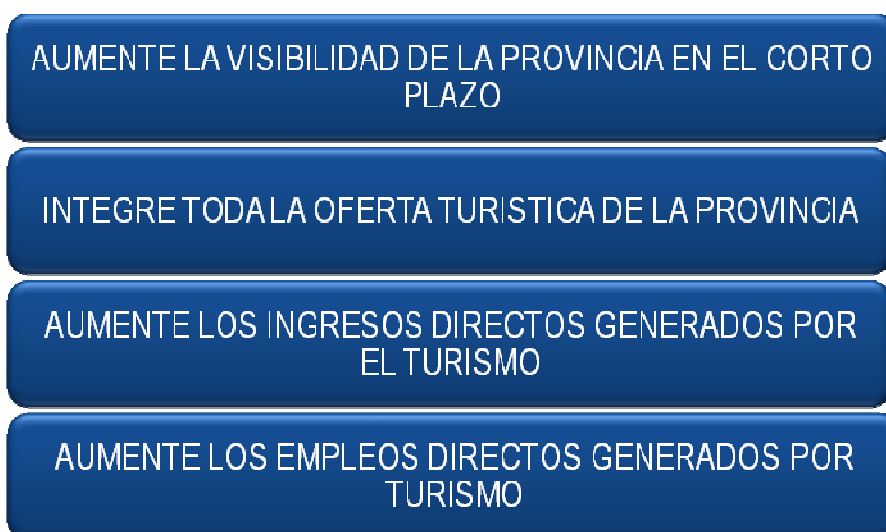 AUMENTE LA VISIBILIDAD DE LA PROVINCIA EN EL CORTO
PLAZO
INTEGRE TODA LA OFERTA TURISTICA DE LA PROVINCIA
AUMENTE LOS INGRESOS DIRECTOS GENERADOS POR
EL TURISMO
AUMENTE LOS EMPLEOS DIRECTOS GENERADOS POR
TURISMO